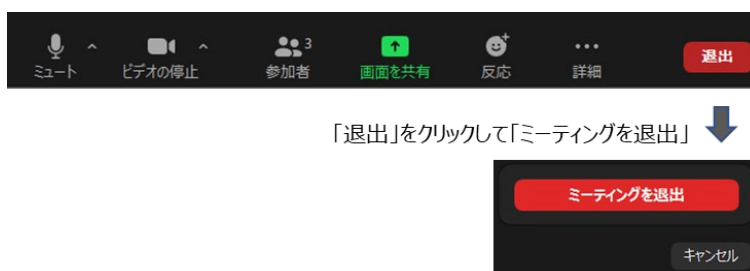 3
ミュート ビデオの停止 参加者 画面を共有 反応 詳細 退出
「退出」をクリックして「ミーティングを退出」
ミーティングを退出
キャンセル